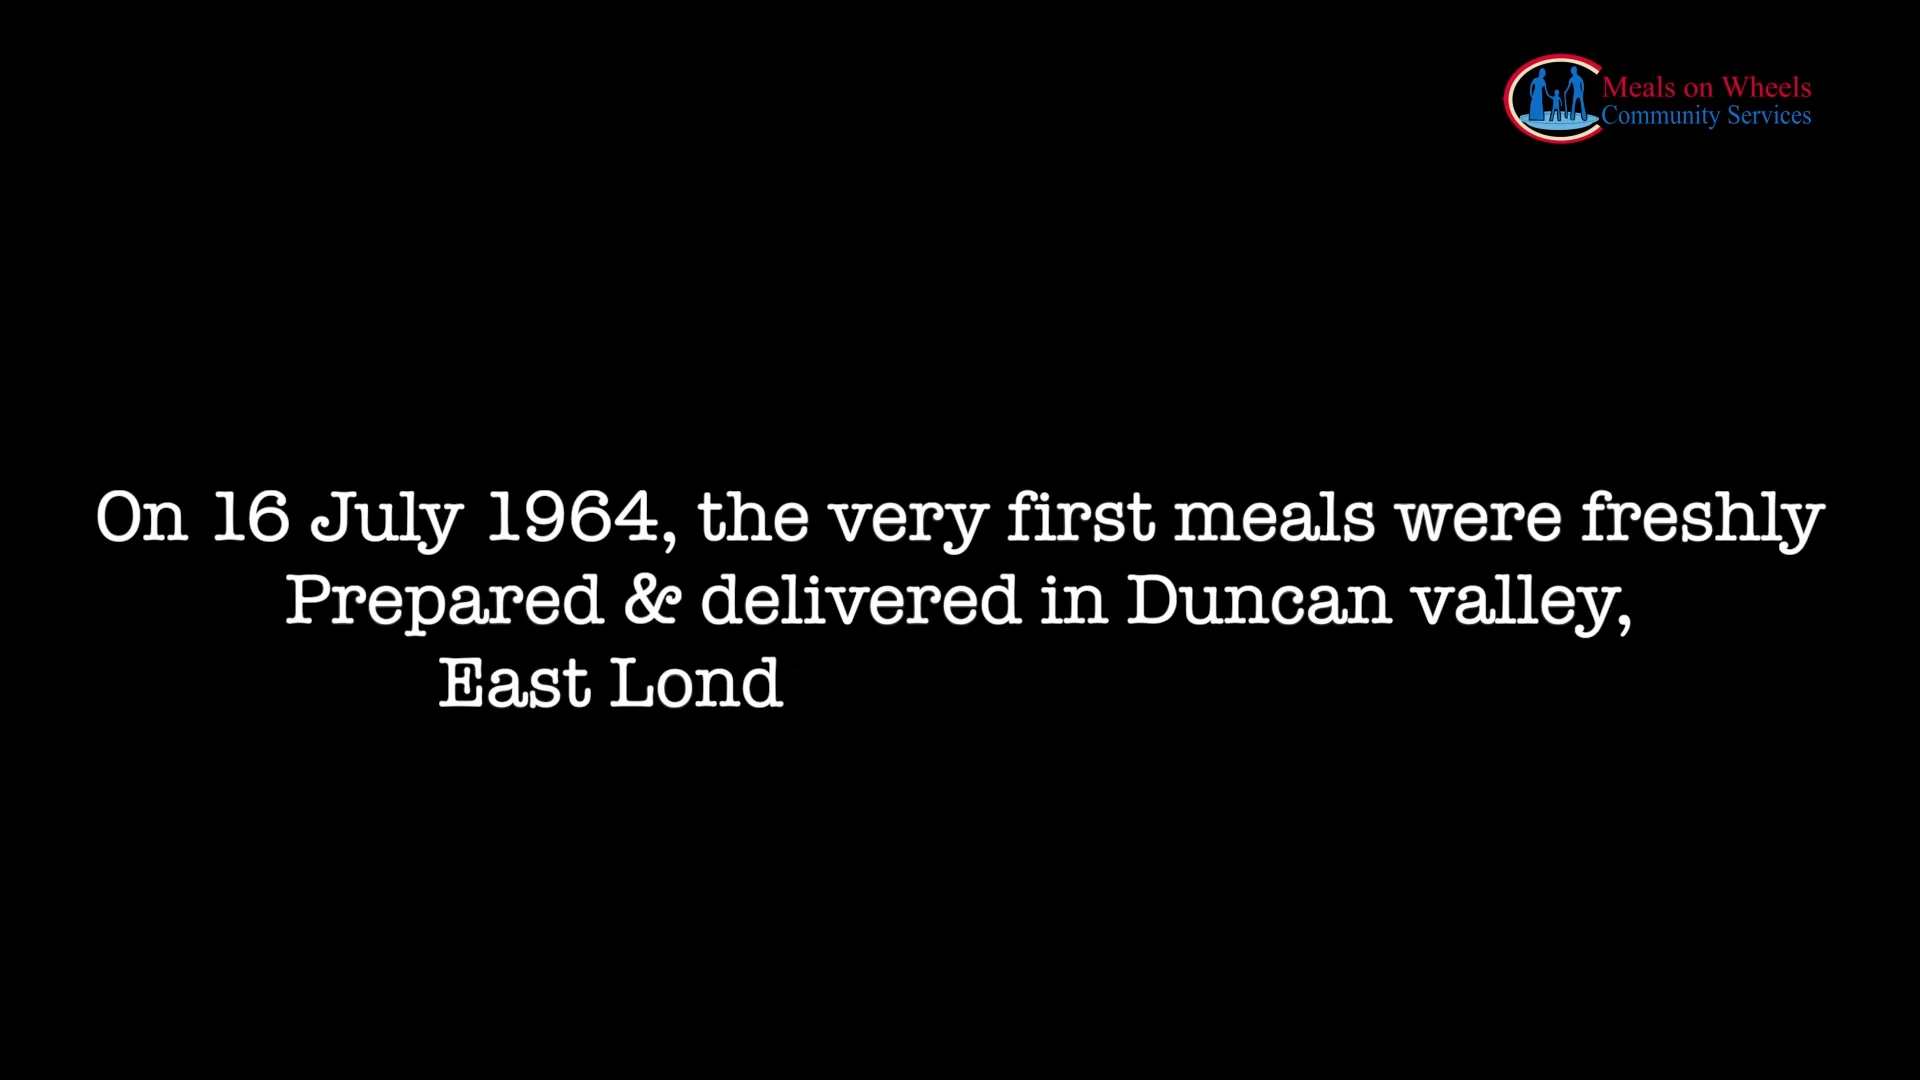 Meals on Wheels
Community Services
On 16 July 1964, the very first meals were freshly
Prepared & delivered in Duncan valley,
East Lond